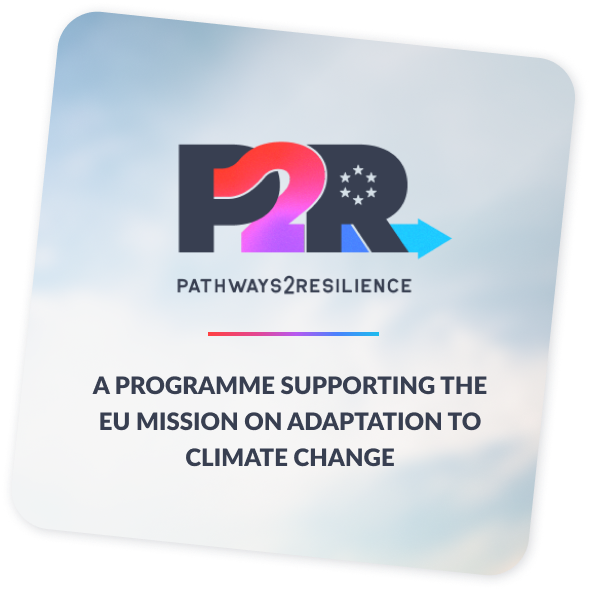 P2R
PATHWAYS2RESILIENCE
A PROGRAMME SUPPORTING THE
EU MISSION ON ADAPTATION TO
CLIMATE CHANGE